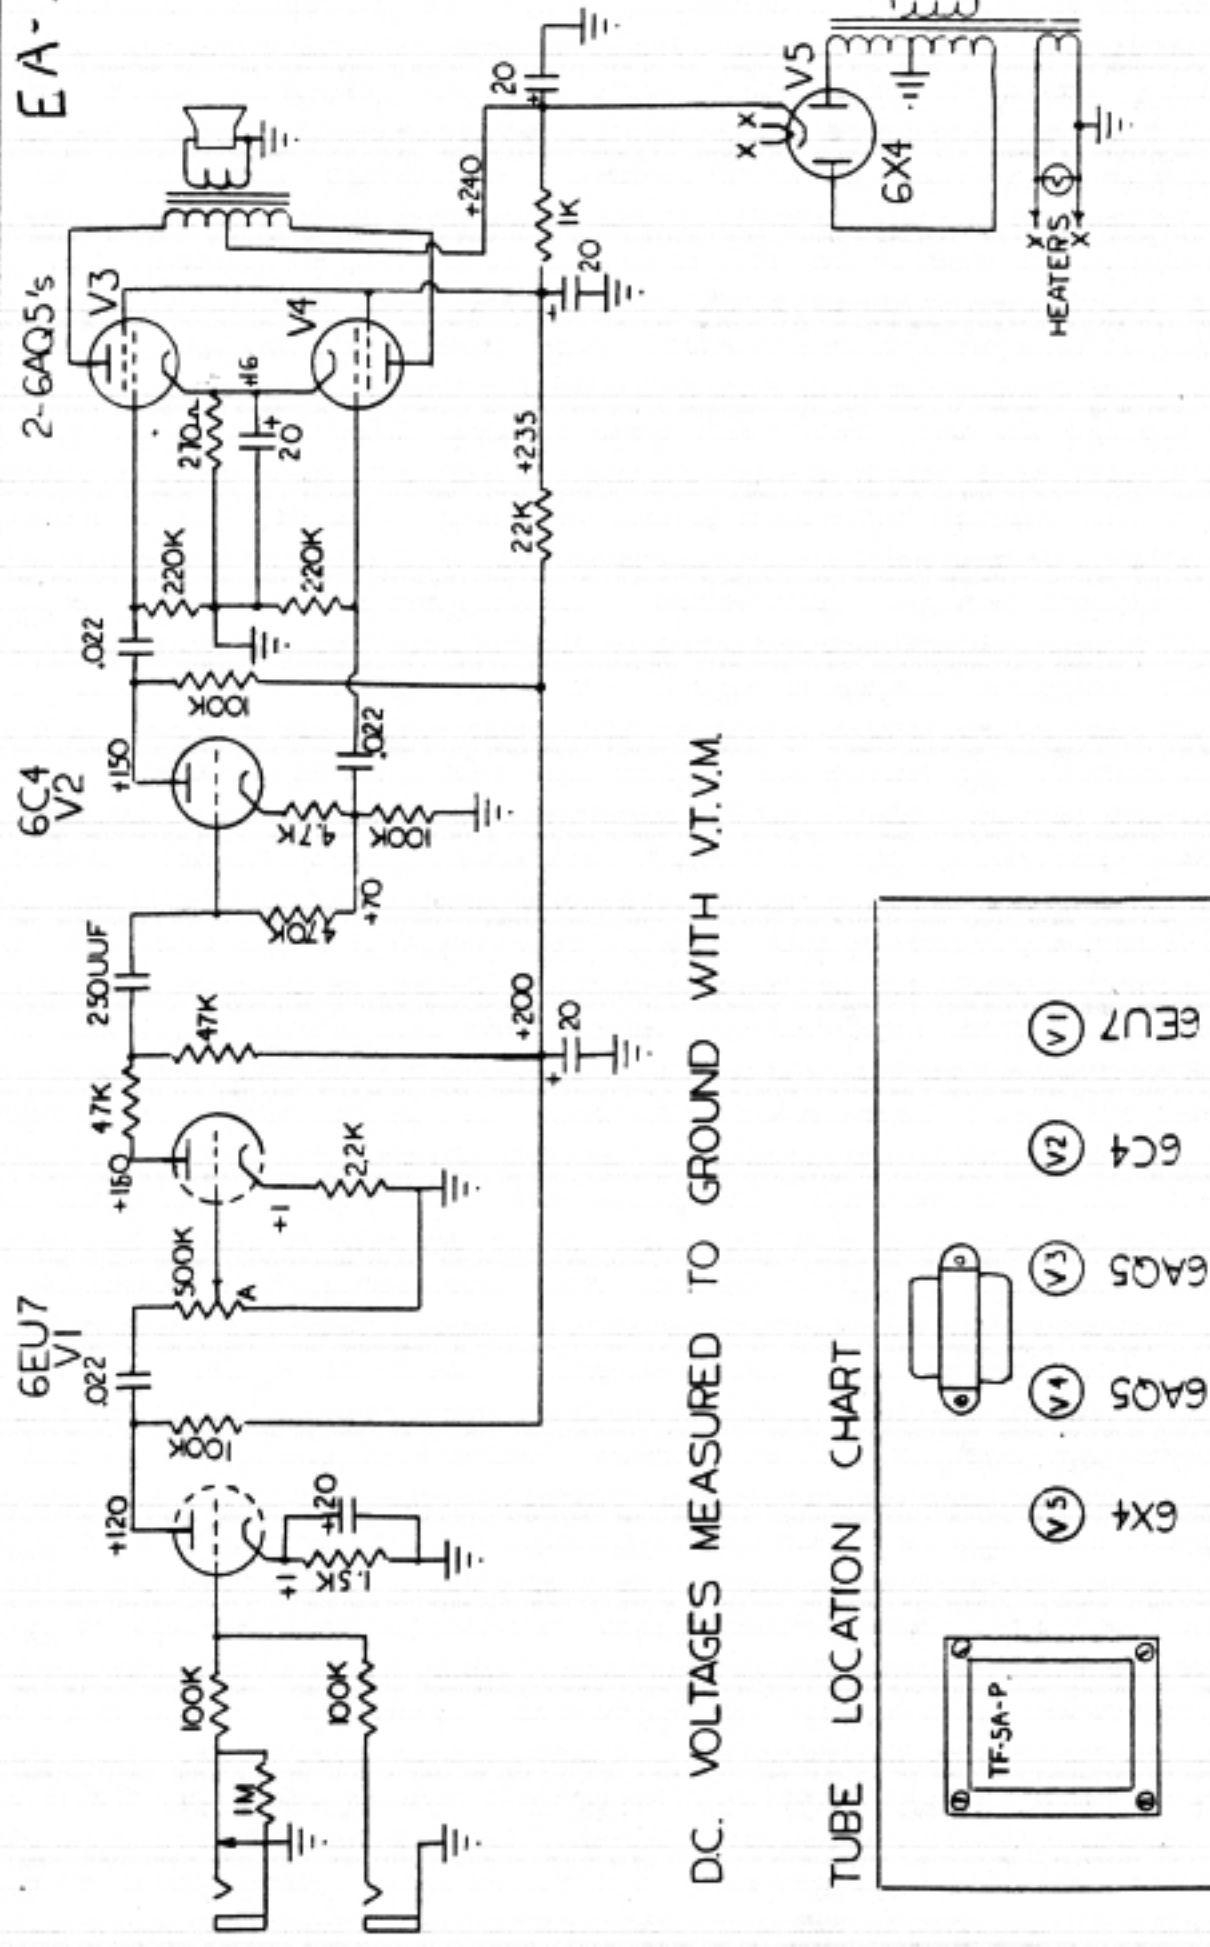 EA-
6EU7
V1
6C4
V2
2-6AQ5's
V3
V4
+120
.022
500K
A
+160
47K
250UUF
47K
+150
.022
220K
220K
270Ω
20
+
+16
100K
100K
1M
100K
+1
1.5K
+120
+1
2.2K
470K
+70
4.7K
100K
.022
100K
+200
20
+
22K
+235
+
20
1K
+240
20
+
V5
6X4
X X
HEATERS
X
X
D.C. VOLTAGES MEASURED TO GROUND WITH V.T.V.M.
TUBE LOCATION CHART
TF-5A-P
V5
V4
V3
V2
V1
6X4
6AQ5
6AQ5
6C4
6EU7